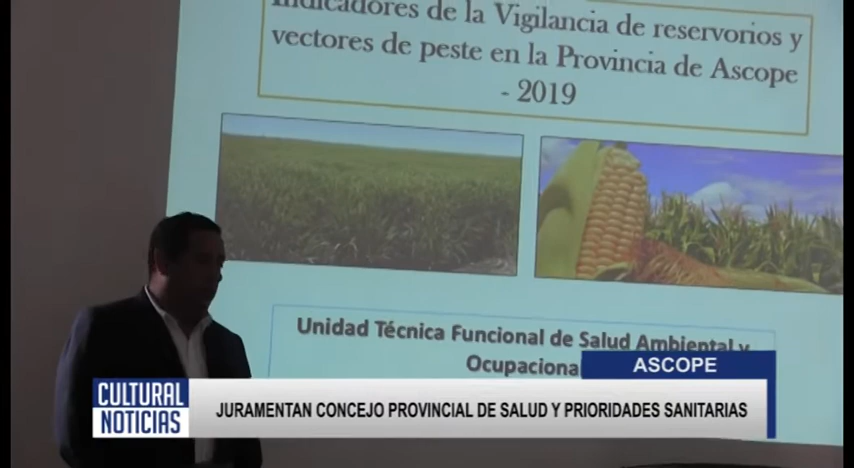 Indicadores de la Vigilancia de reservorios y
vectores de peste en la Provincia de Ascope
- 2019
Unidad Técnica Funcional de Salud Ambiental y
Ocupacional
ASCOPE
CULTURAL
NOTICIAS
JURAMENTAN CONCEJO PROVINCIAL DE SALUD Y PRIORIDADES SANITARIAS